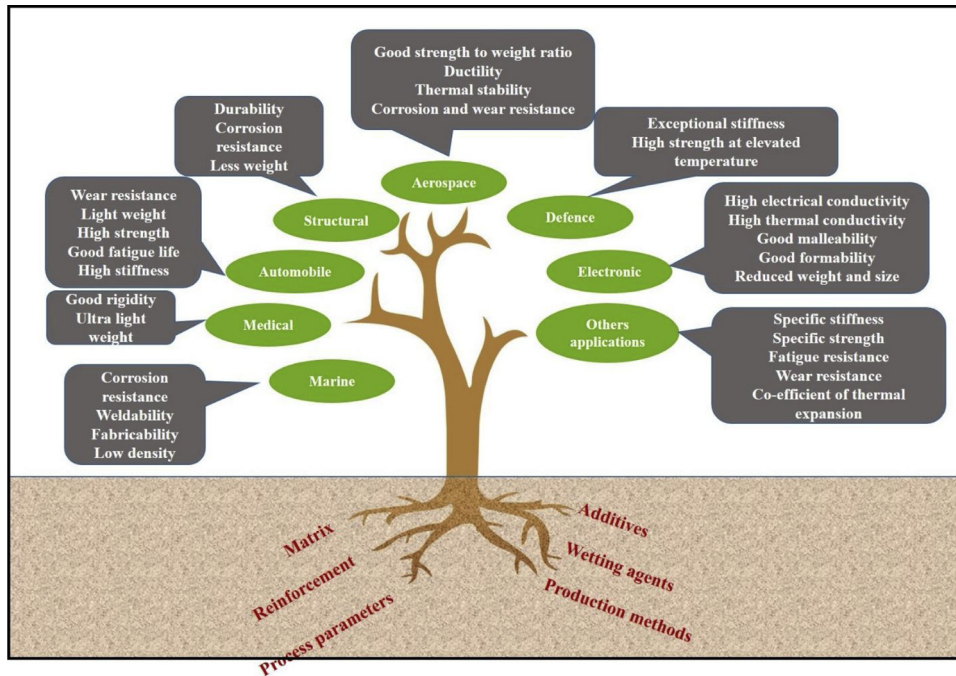 Good strength to weight ratio
Ductility
Thermal stability
Corrosion and wear resistance
Aerospace
Durability
Corrosion
resistance
Less weight
Structural
Exceptional stiffness
High strength at elevated
temperature
Defence
Wear resistance
Light weight
High strength
Good fatigue life
High stiffness
Automobile
High electrical conductivity
High thermal conductivity
Good malleability
Good formability
Reduced weight and size
Electronic
Good rigidity
Ultra light
weight
Medical
Others
applications
Specific stiffness
Specific strength
Fatigue resistance
Wear resistance
Co-efficient of thermal
expansion
Corrosion
resistance
Weldability
Fabricability
Low density
Marine
Matrix
Reinforcement
Process parameters
Additives
Wetting agents
Production methods